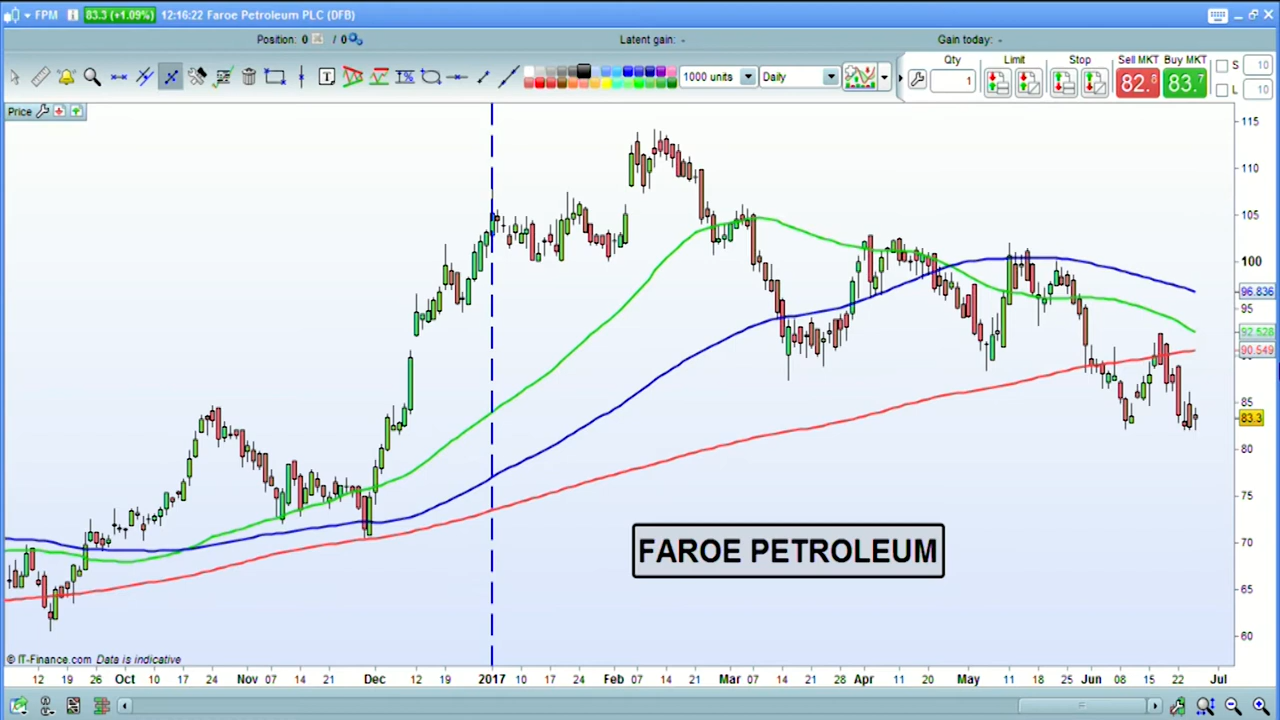 FPM 83.3 (+1.09%) 12:16:22 Faroe Petroleum PLC (DFB)
Position: 0 / 0 Latent gain: - Gain today: -
1000 units Daily Qty 1 Limit Stop Sell MKT 82.8 Buy MKT 83.7 S 10 L 10
Price
115
110
105
100
96.836
95
92.528
90.549
85
83.3
80
75
70
65
60
FAROE PETROLEUM
© IT-Finance.com Data is indicative
12 19 26 Oct 10 17 24 Nov 07 14 21 Dec 12 19 2017 10 17 24 Feb 07 14 21 Mar 07 14 21 28 Apr 11 20 May 11 18 25 Jun 08 15 22 Jul